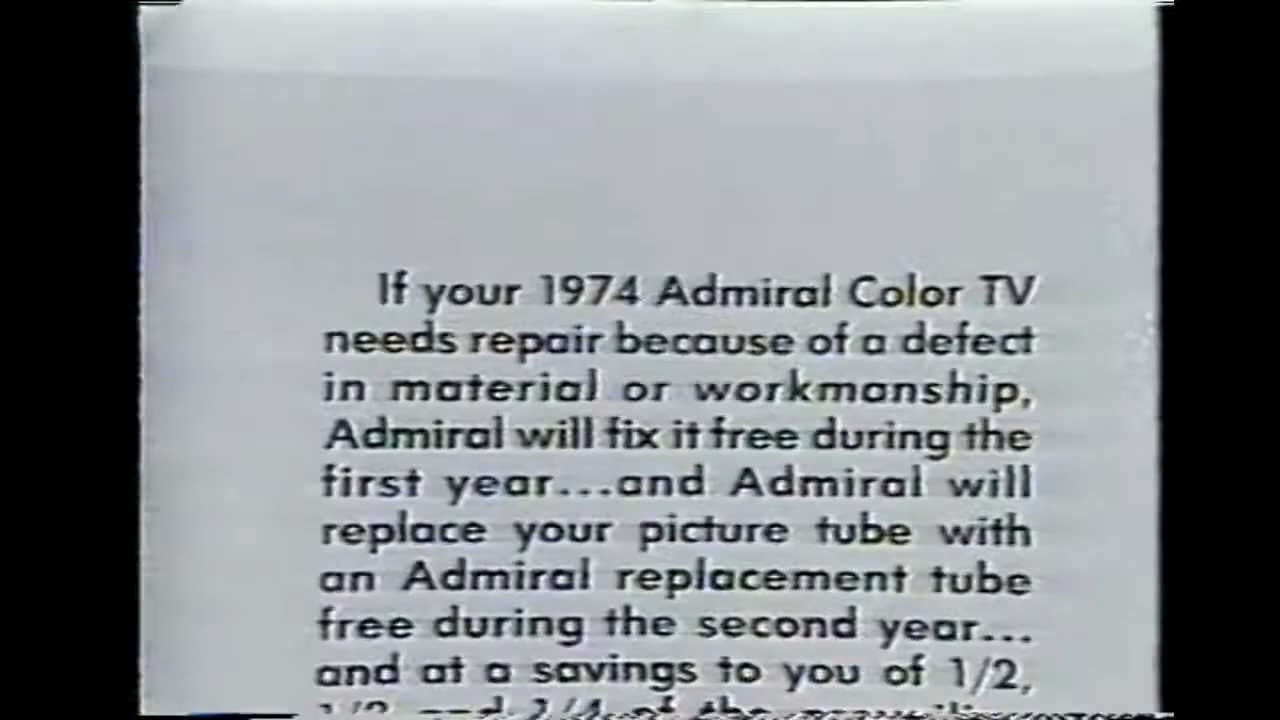 If your 1974 Admiral Color TV
needs repair because of a defect
in material or workmanship,
Admiral will fix it free during the
first year...and Admiral will
replace your picture tube with
an Admiral replacement tube
free during the second year...
and at a savings to you of 1/2,